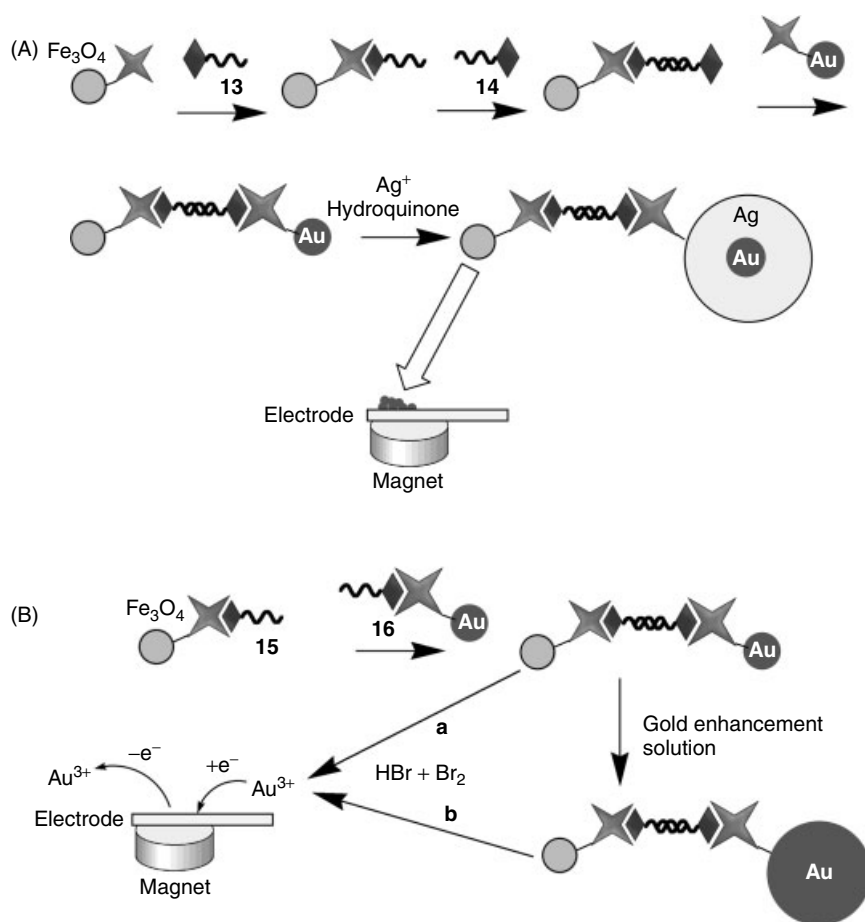 (A)
Fe₃O₄
13
14
Au
Au
Ag⁺
Hydroquinone
Ag
Au
Electrode
Magnet
(B)
Fe₃O₄
15
16
Au
Au
a
Gold enhancement
solution
−e⁻
+e⁻
Au³⁺
Au³⁺
HBr + Br₂
Electrode
b
Magnet
Au